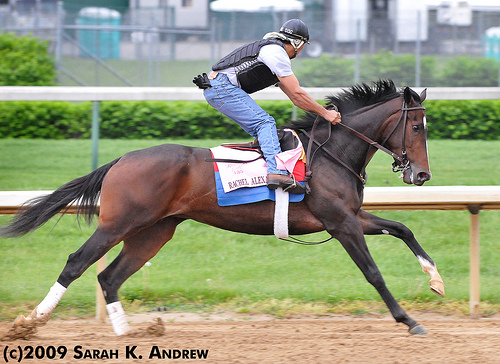 RACHEL ALEX
(c)2009 SARAH K. ANDREW